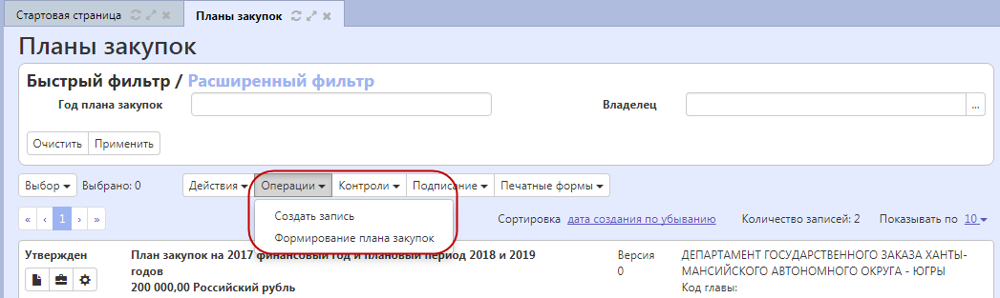 Стартовая страница Планы закупок
Планы закупок
Быстрый фильтр / Расширенный фильтр
Год плана закупок Владелец ...
Очистить Применить
Выбор Выбрано: 0 Действия Операции Контроли Подписание Печатные формы
Создать запись
Формирование плана закупок
« ‹ 1 › » Сортировка дата создания по убыванию Количество записей: 2 Показывать по 10
Утвержден План закупок на 2017 финансовый год и плановый период 2018 и 2019 Версия ДЕПАРТАМЕНТ ГОСУДАРСТВЕННОГО ЗАКАЗА ХАНТЫ-
годов 0 МАНСИЙСКОГО АВТОНОМНОГО ОКРУГА - ЮГРЫ
200 000,00 Российский рубль Код главы: